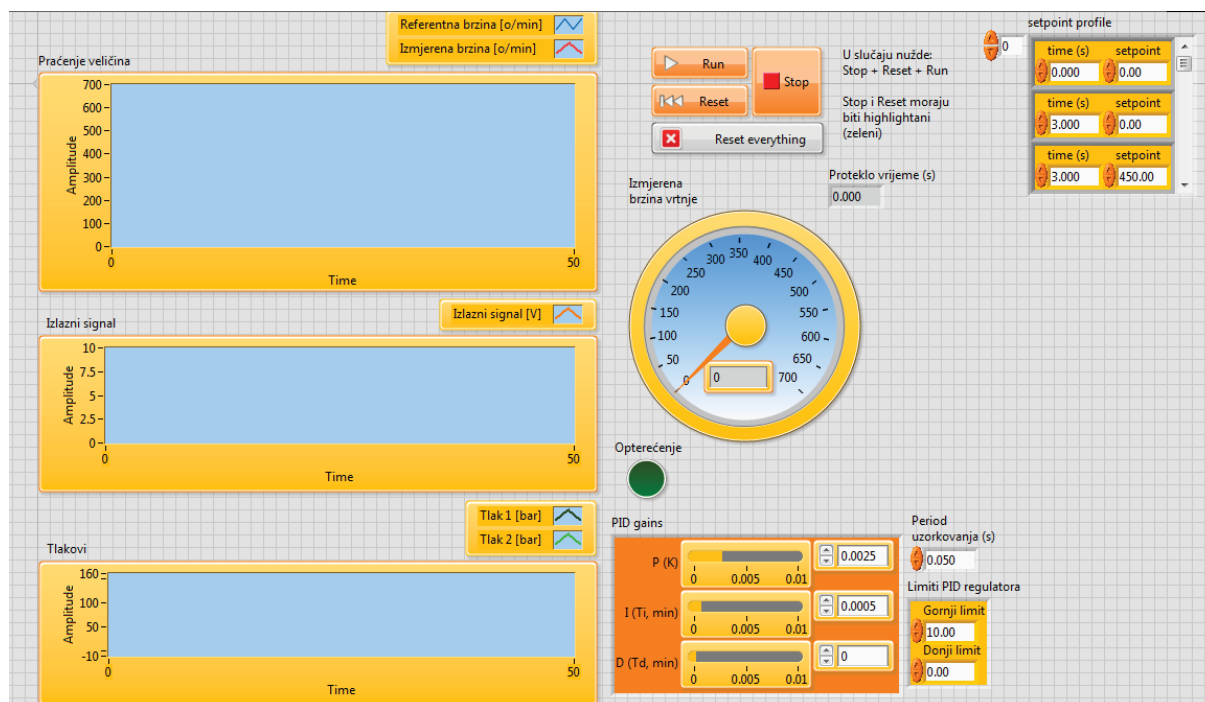 Referentna brzina [o/min]
Izmjerena brzina [o/min]
Praćenje veličina
700
600
500
400
300
200
100
0
Amplitude
0
50
Time
Izlazni signal [V]
Izlazni signal
10
7.5
5
2.5
0
Amplitude
0
50
Time
Tlak 1 [bar]
Tlak 2 [bar]
Tlakovi
160
100
50
-10
Amplitude
0
50
Time
Run
Reset
Stop
Reset everything
U slučaju nužde:
Stop + Reset + Run
Stop i Reset moraju
biti highlightani
(zeleni)
Proteklo vrijeme (s)
0.000
setpoint profile
0
time (s) setpoint
0.000 0.00
time (s) setpoint
3.000 0.00
time (s) setpoint
3.000 450.00
Izmjerena
brzina vrtnje
0
50
100
150
200
250
300
350
400
450
500
550
600
650
700
0
Opterećenje
PID gains
P (K)
0 0.005 0.01
0.0025
I (Ti, min)
0 0.005 0.01
0.0005
D (Td, min)
0 0.005 0.01
0
Period
uzorkovanja (s)
0.050
Limiti PID regulatora
Gornji limit
10.00
Donji limit
0.00